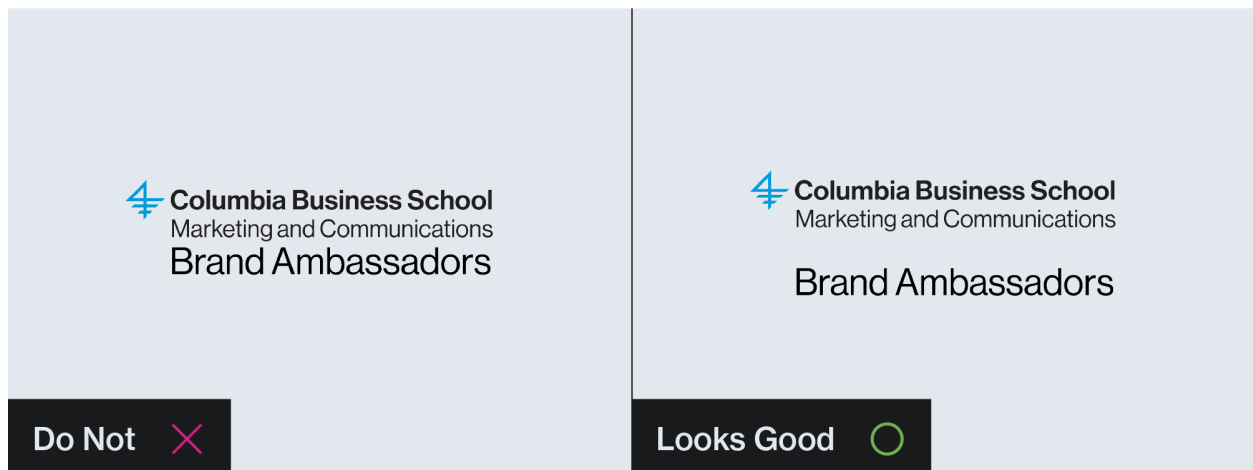 Columbia Business School
Marketing and Communications
Brand Ambassadors
Do Not
Columbia Business School
Marketing and Communications
Brand Ambassadors
Looks Good